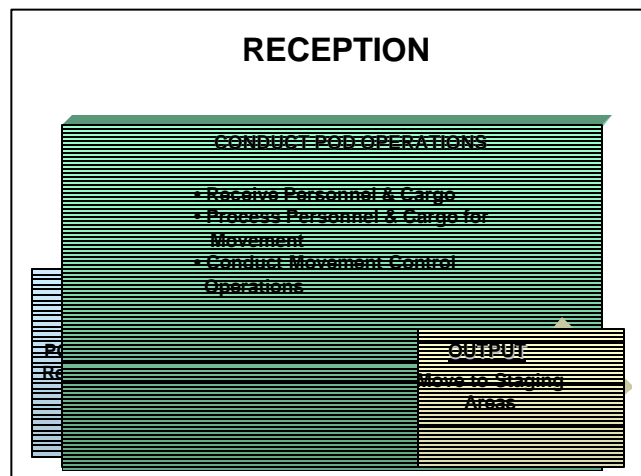 RECEPTION
CONDUCT POD OPERATIONS
• Receive Personnel & Cargo
• Process Personnel & Cargo for
Movement
• Conduct Movement Control
Operations
OUTPUT
Move to Staging
Areas